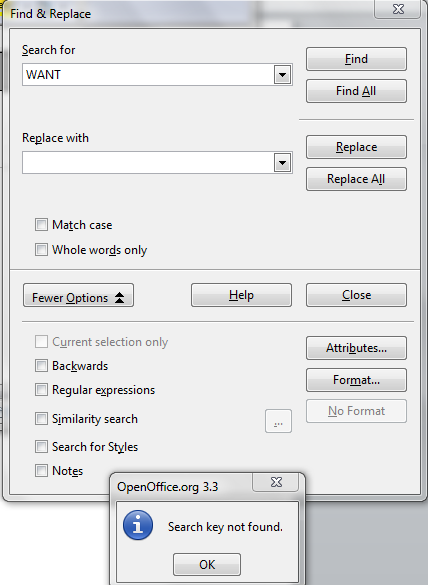 Find & Replace
Search for
WANT
Find
Find All
Replace with
Replace
Replace All
Match case
Whole words only
Fewer Options
Help
Close
Current selection only
Attributes...
Backwards
Format...
Regular expressions
No Format
Similarity search
...
Search for Styles
Notes
OpenOffice.org 3.3
Search key not found.
OK